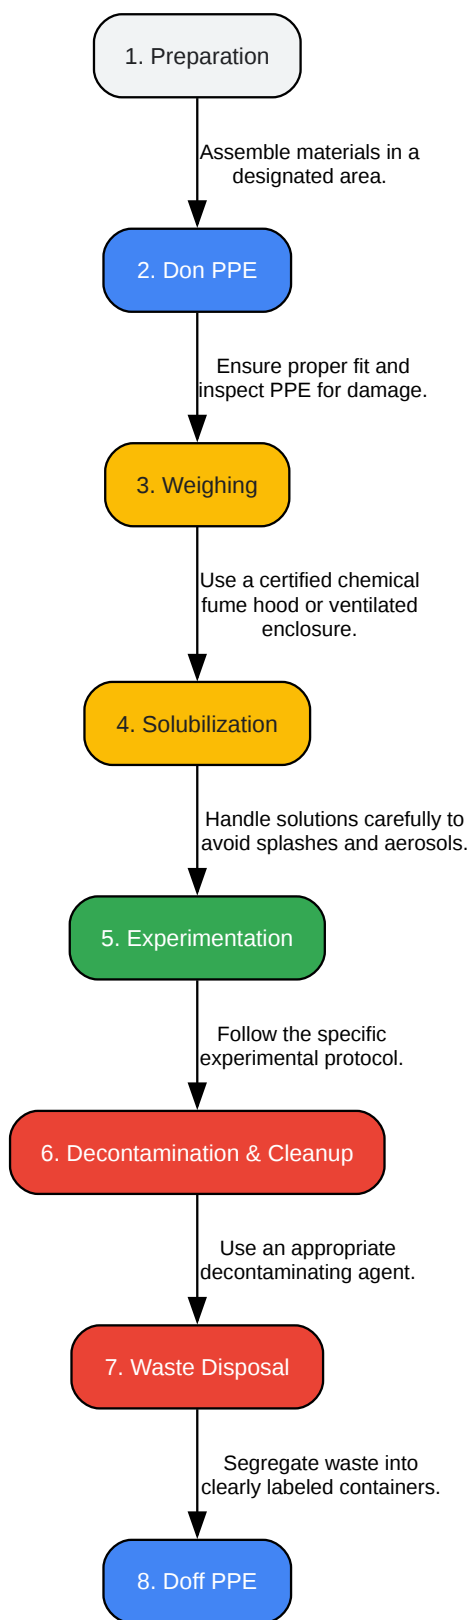 1. Preparation
Assemble materials in a
designated area.
2. Don PPE
Ensure proper fit and
inspect PPE for damage.
3. Weighing
Use a certified chemical
fume hood or ventilated
enclosure.
4. Solubilization
Handle solutions carefully to
avoid splashes and aerosols.
5. Experimentation
Follow the specific
experimental protocol.
6. Decontamination & Cleanup
Use an appropriate
decontaminating agent.
7. Waste Disposal
Segregate waste into
clearly labeled containers.
8. Doff PPE